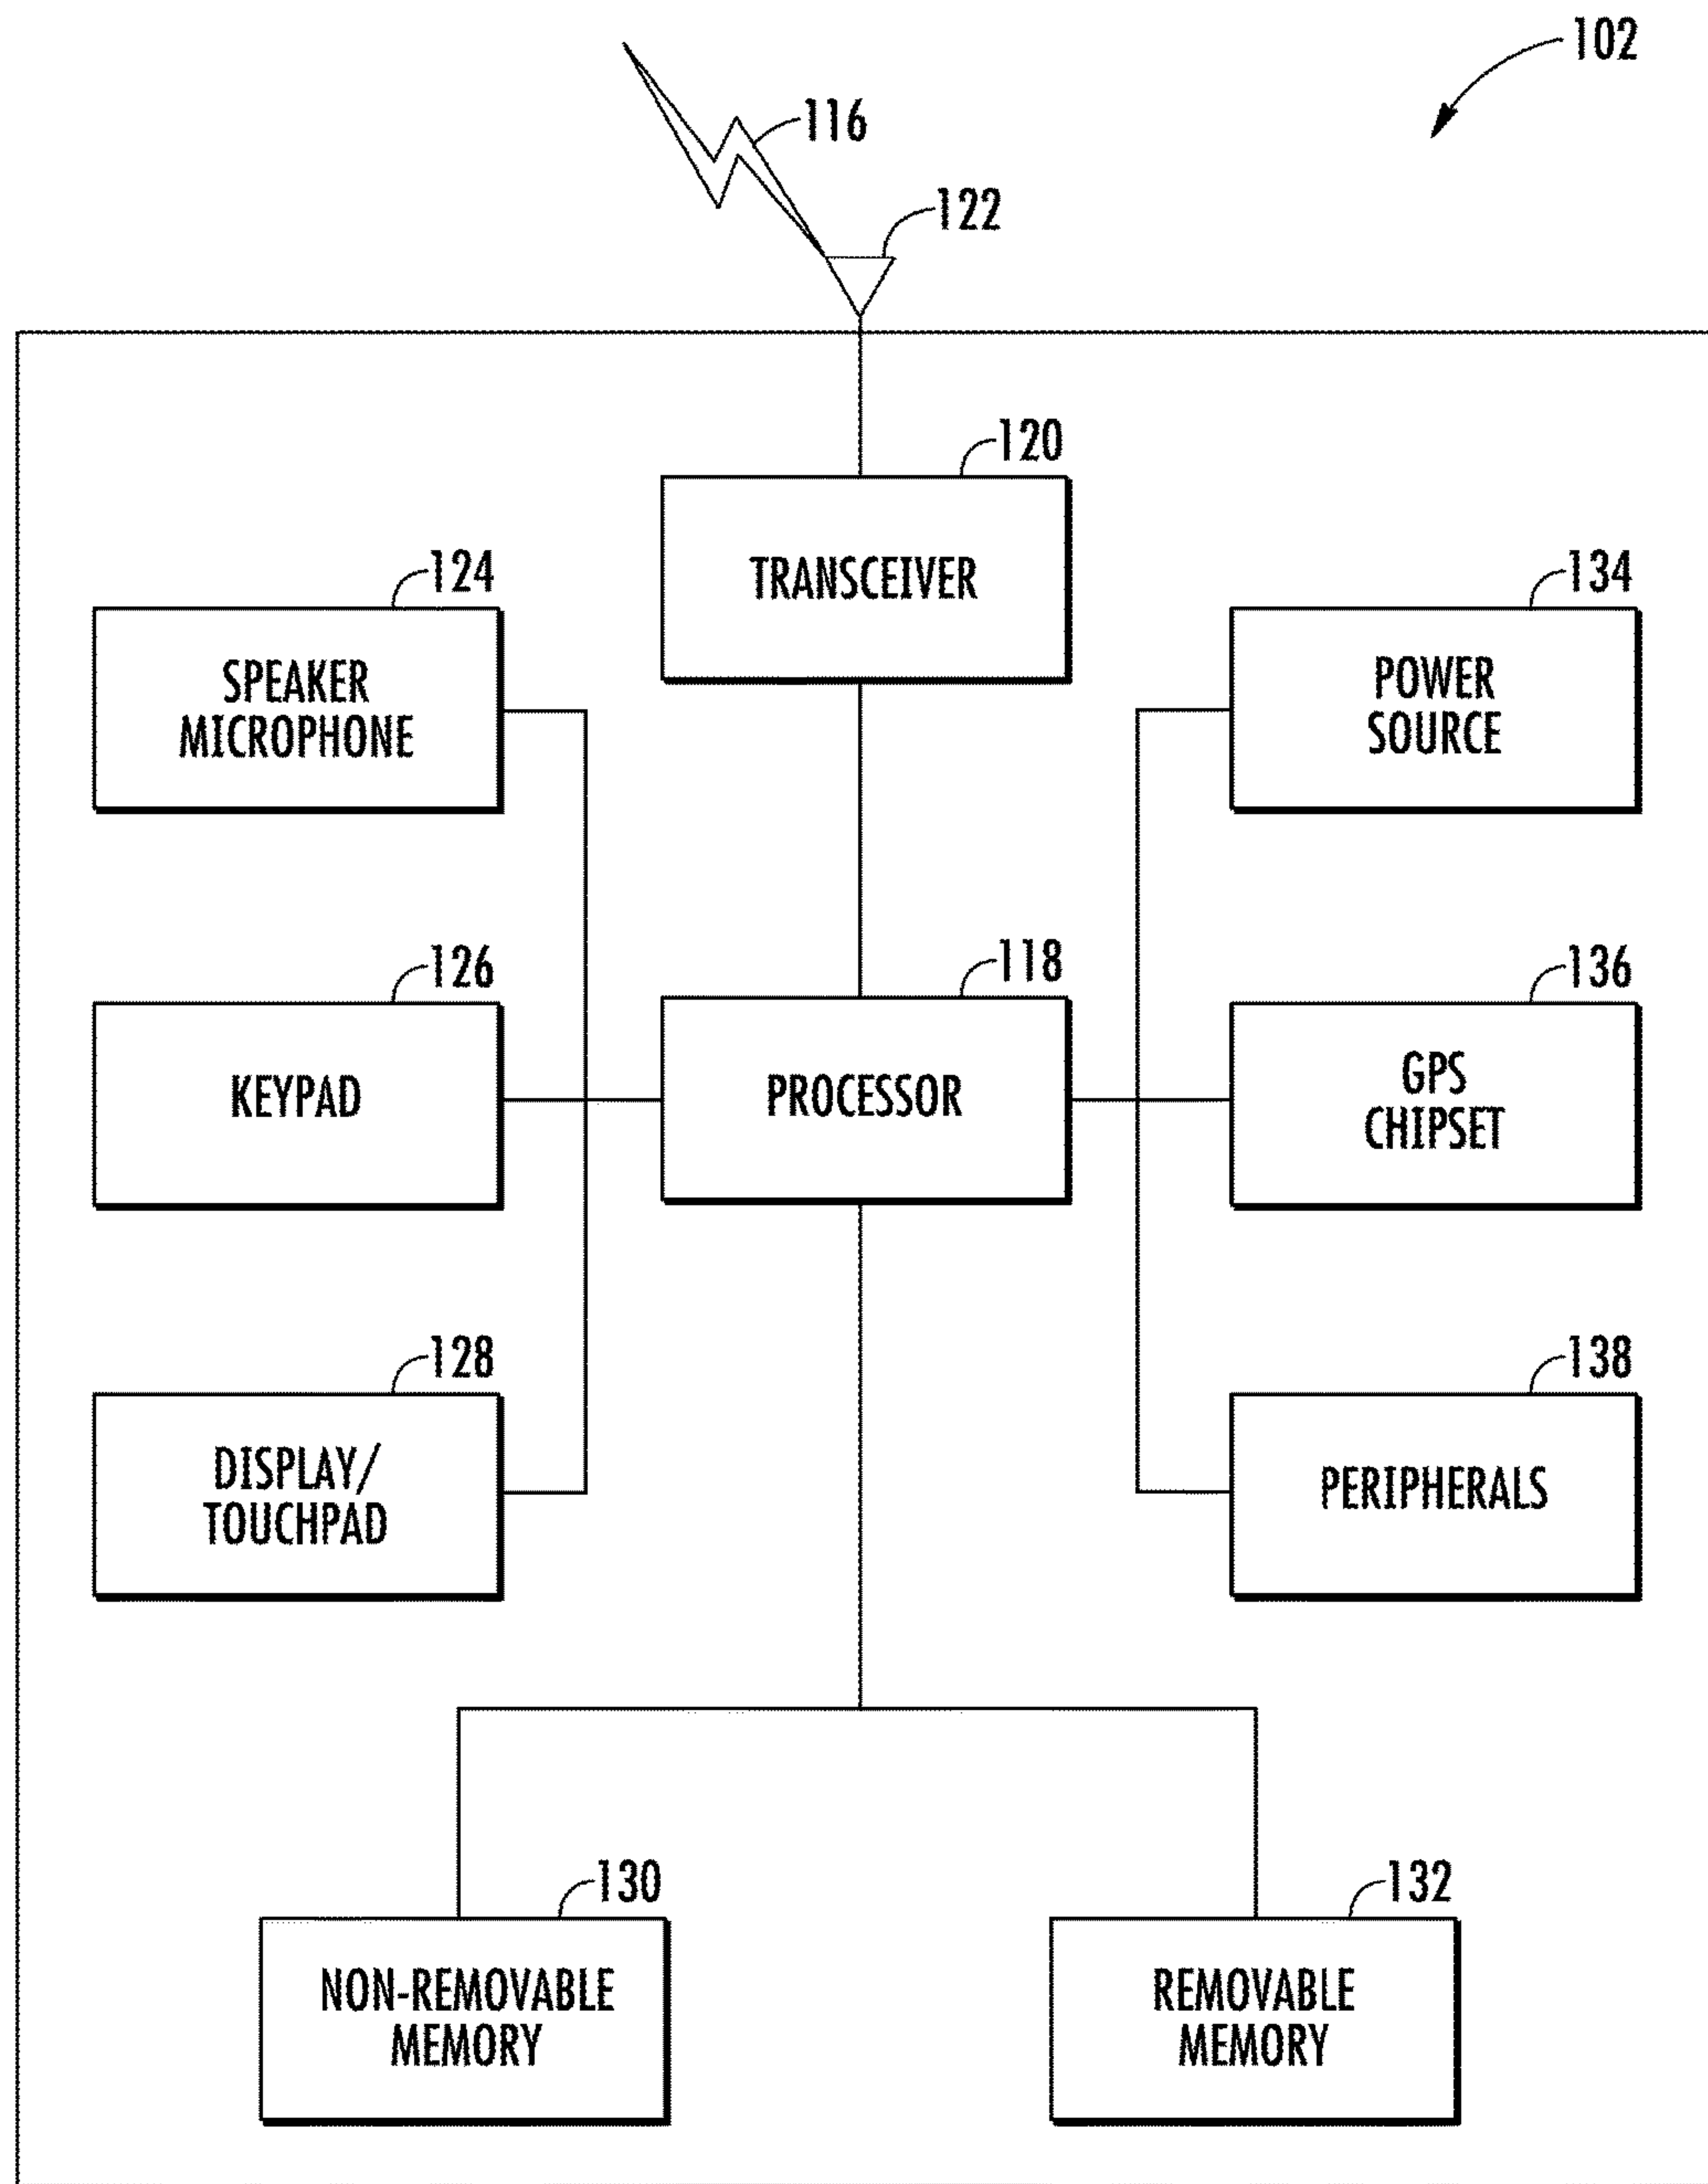 102
116
122
120
TRANSCEIVER
124
SPEAKER
MICROPHONE
134
POWER
SOURCE
126
KEYPAD
118
PROCESSOR
136
GPS
CHIPSET
128
DISPLAY/
TOUCHPAD
138
PERIPHERALS
130
NON-REMOVABLE
MEMORY
132
REMOVABLE
MEMORY